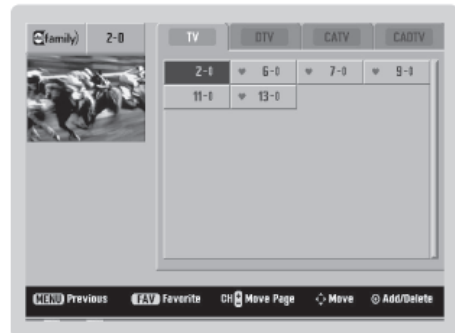 family) 2-0
TV DTV CATV CADTV
2-0 ♥ 6-0 ♥ 7-0 ♥ 9-0
11-0 ♥ 13-0
MENU Previous FAV Favorite CH Move Page Move Add/Delete